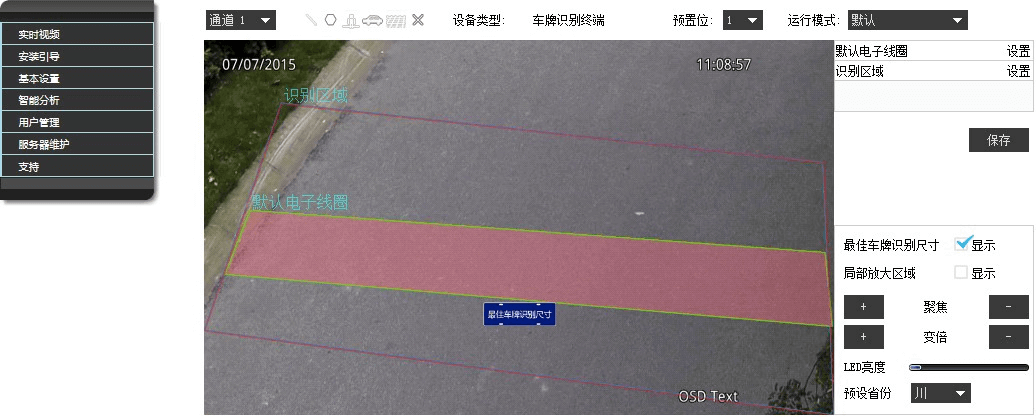 通道 1
设备类型:
车牌识别终端
预置位:
1
运行模式:
默认
实时视频
安装引导
基本设置
智能分析
用户管理
服务器维护
支持
07/07/2015
11:08:57
识别区域
默认电子线圈
最佳车牌识别尺寸
OSD Text
默认电子线圈 设置
识别区域 设置
保存
最佳车牌识别尺寸 显示
局部放大区域 显示
+ 聚焦 -
+ 变倍 -
LED亮度
预设省份 川